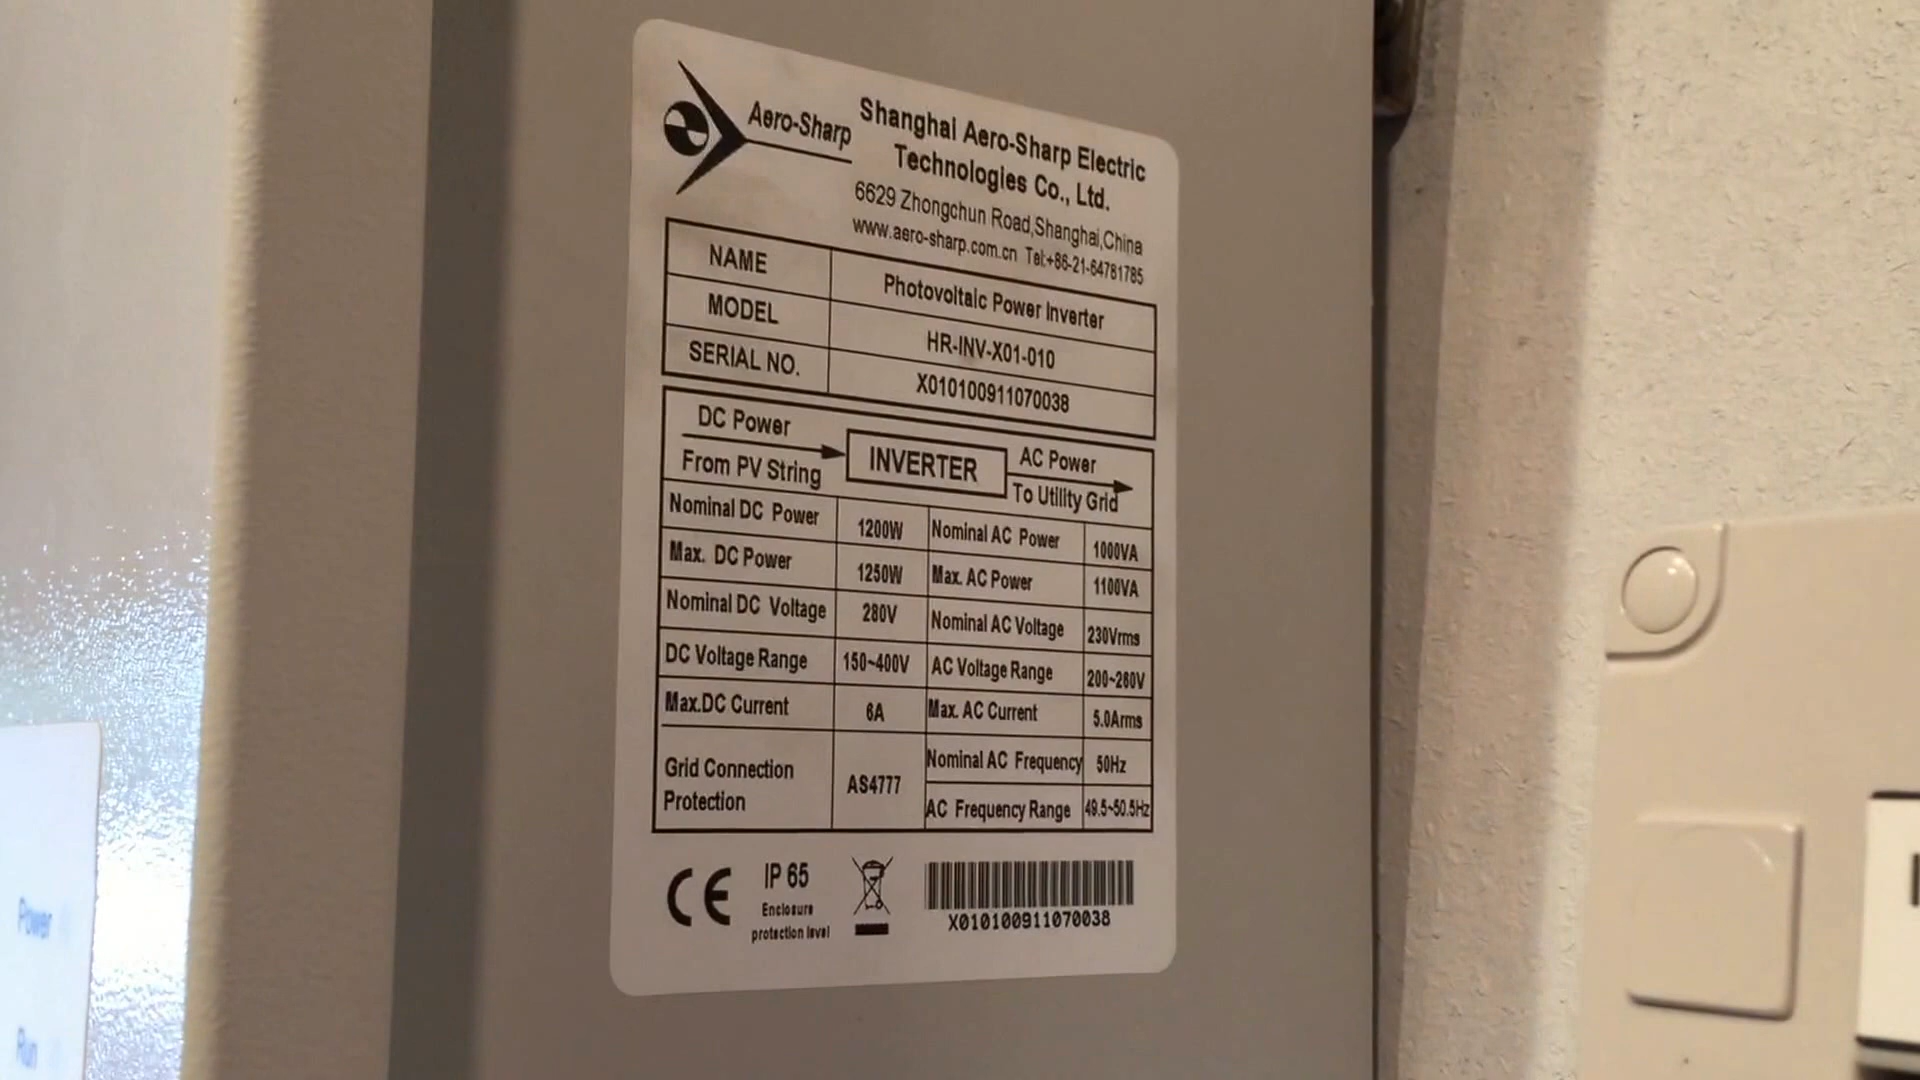 Aero-Sharp
Shanghai Aero-Sharp Electric
Technologies Co., Ltd.
6629 Zhongchun Road,Shanghai,China
www.aero-sharp.com.cn Tel:+86-21-64781785
NAME Photovoltaic Power Inverter
MODEL HR-INV-X01-010
SERIAL NO. X010100911070038
DC Power
From PV String
INVERTER
AC Power
To Utility Grid
Nominal DC Power 1200W Nominal AC Power 1000VA
Max. DC Power 1250W Max. AC Power 1100VA
Nominal DC Voltage 280V Nominal AC Voltage 230Vrms
DC Voltage Range 150~400V AC Voltage Range 200~260V
Max.DC Current 6A Max. AC Current 5.0Arms
Grid Connection
Protection
AS4777
Nominal AC Frequency 50Hz
AC Frequency Range 49.5~50.5Hz
CE
IP 65
Enclosure
protection level
X010100911070038
Power
Run